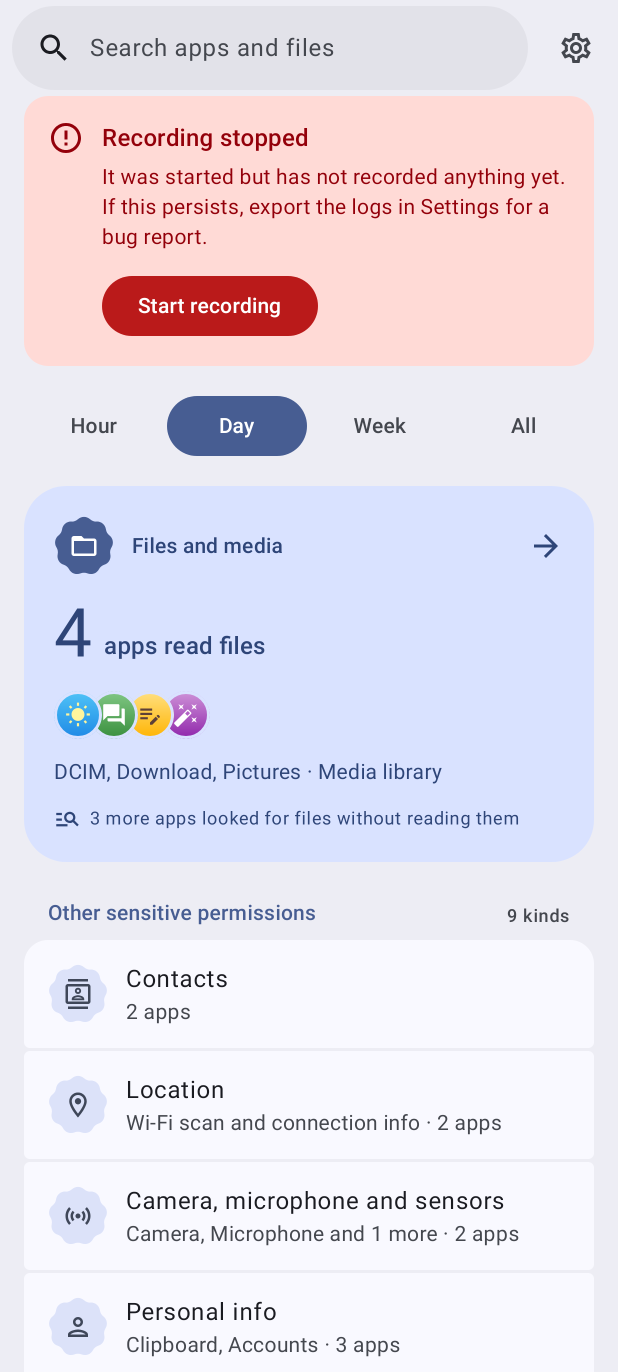 Search apps and files
Recording stopped
It was started but has not recorded anything yet.
If this persists, export the logs in Settings for a
bug report.
Start recording
Hour
Day
Week
All
Files and media
4 apps read files
DCIM, Download, Pictures · Media library
3 more apps looked for files without reading them
Other sensitive permissions
9 kinds
Contacts
2 apps
Location
Wi-Fi scan and connection info · 2 apps
Camera, microphone and sensors
Camera, Microphone and 1 more · 2 apps
Personal info
Clipboard, Accounts · 3 apps